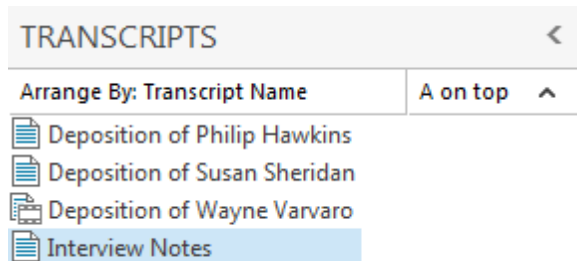 TRANSCRIPTS
Arrange By: Transcript Name A on top
Deposition of Philip Hawkins
Deposition of Susan Sheridan
Deposition of Wayne Varvaro
Interview Notes